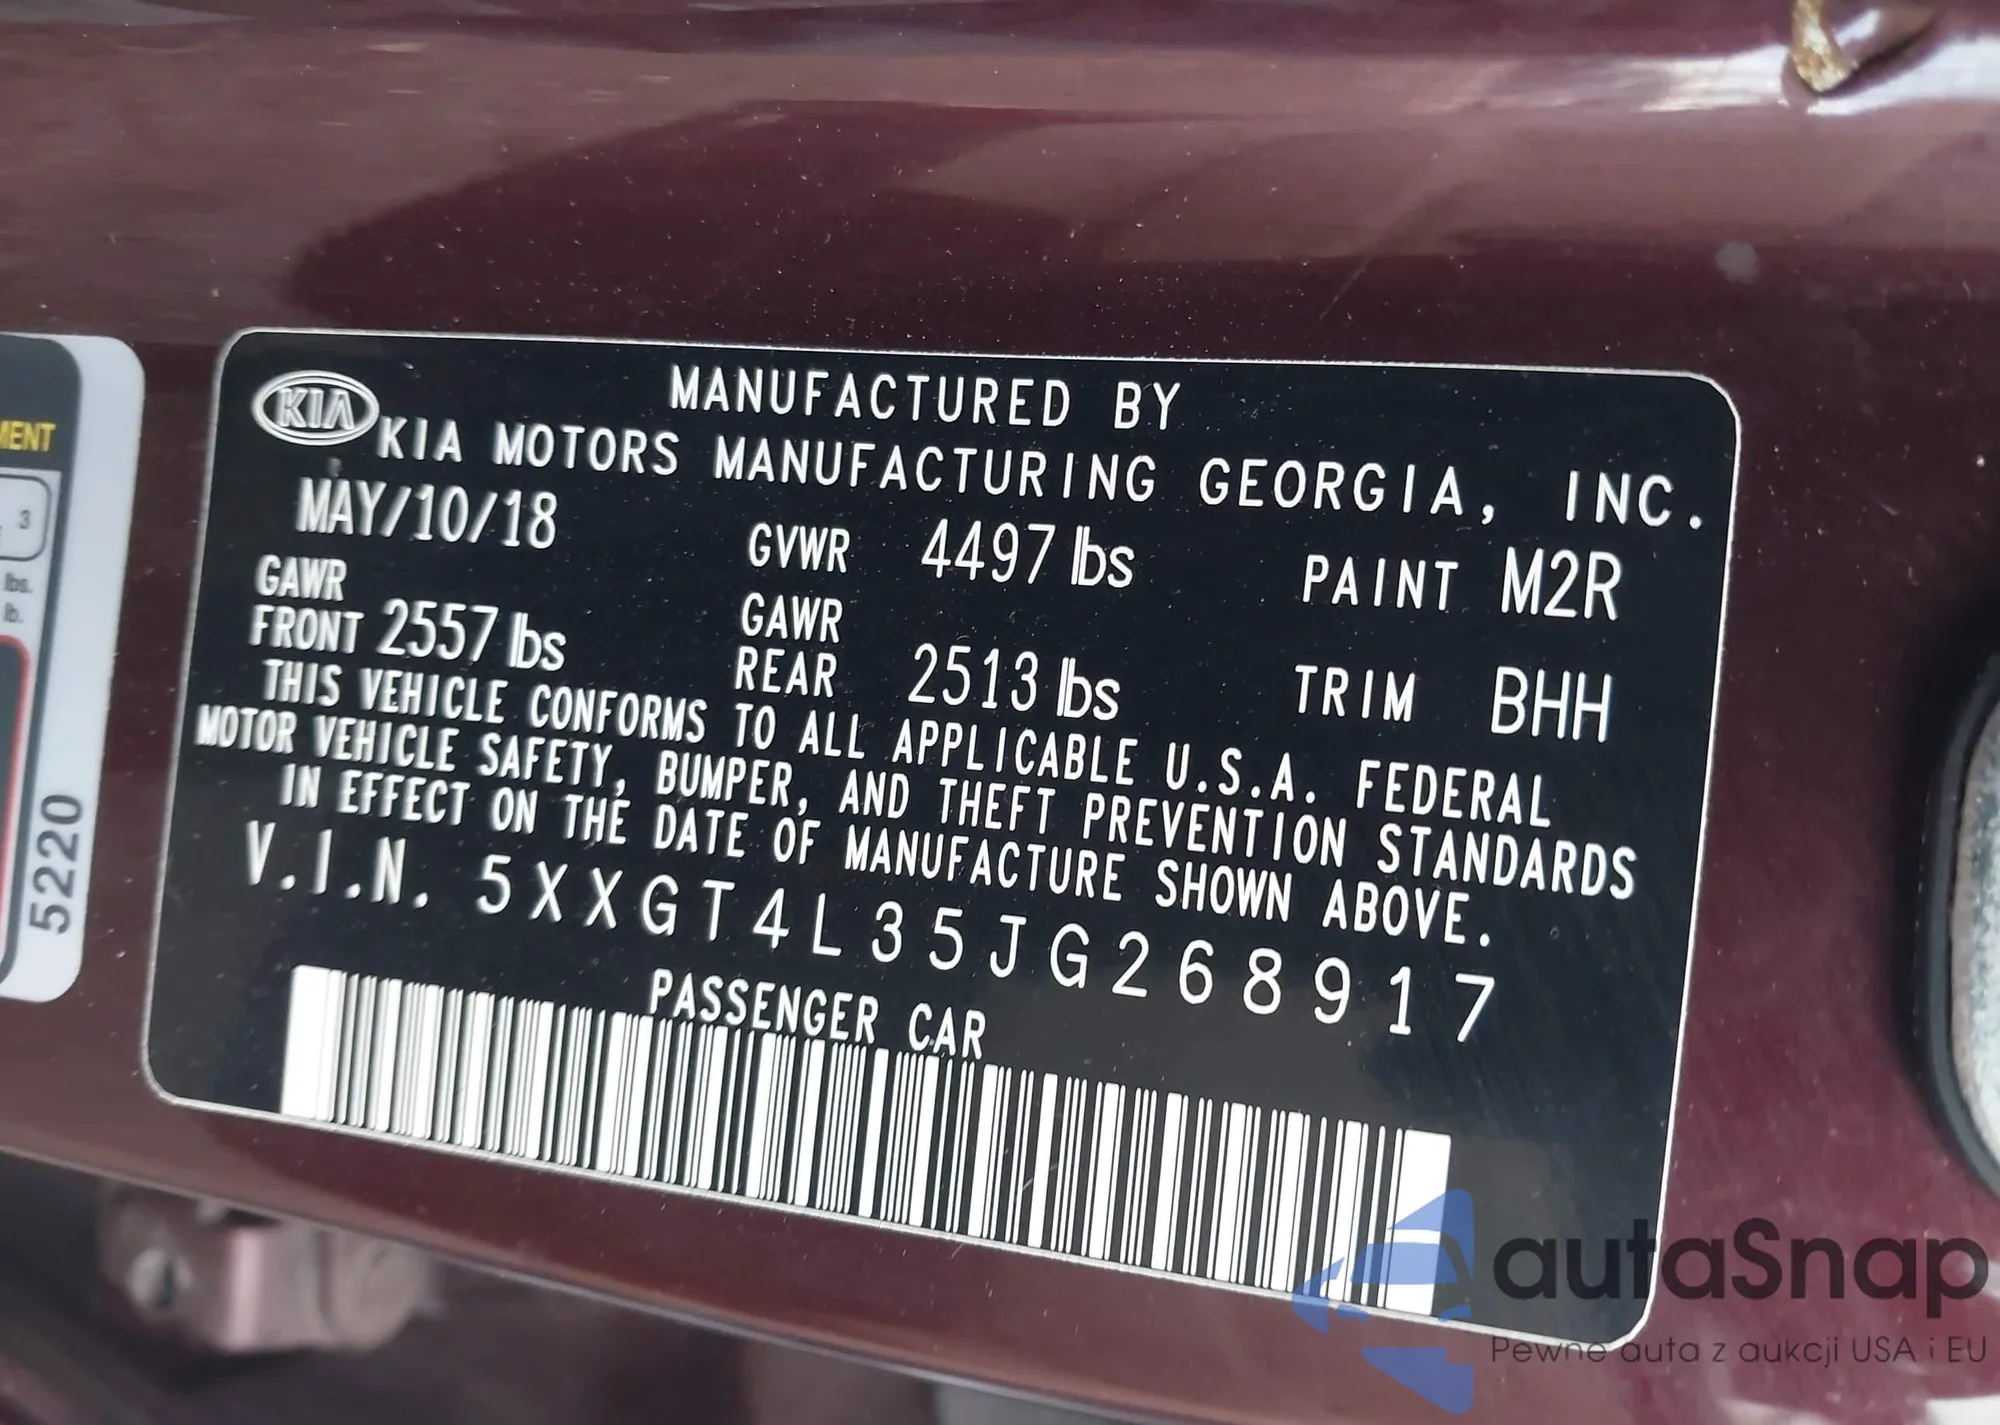 KIA
MANUFACTURED BY
KIA MOTORS MANUFACTURING GEORGIA, INC.
MAY/10/18 GVWR 4497 lbs PAINT M2R
GAWR FRONT 2557 lbs GAWR REAR 2513 lbs TRIM BHH
THIS VEHICLE CONFORMS TO ALL APPLICABLE U.S.A. FEDERAL
MOTOR VEHICLE SAFETY, BUMPER, AND THEFT PREVENTION STANDARDS
IN EFFECT ON THE DATE OF MANUFACTURE SHOWN ABOVE.
V.I.N. 5XXGT4L35JG268917
PASSENGER CAR
3
lbs.
lb.
5220
autaSnap
Pewne auta z aukcji USA i EU